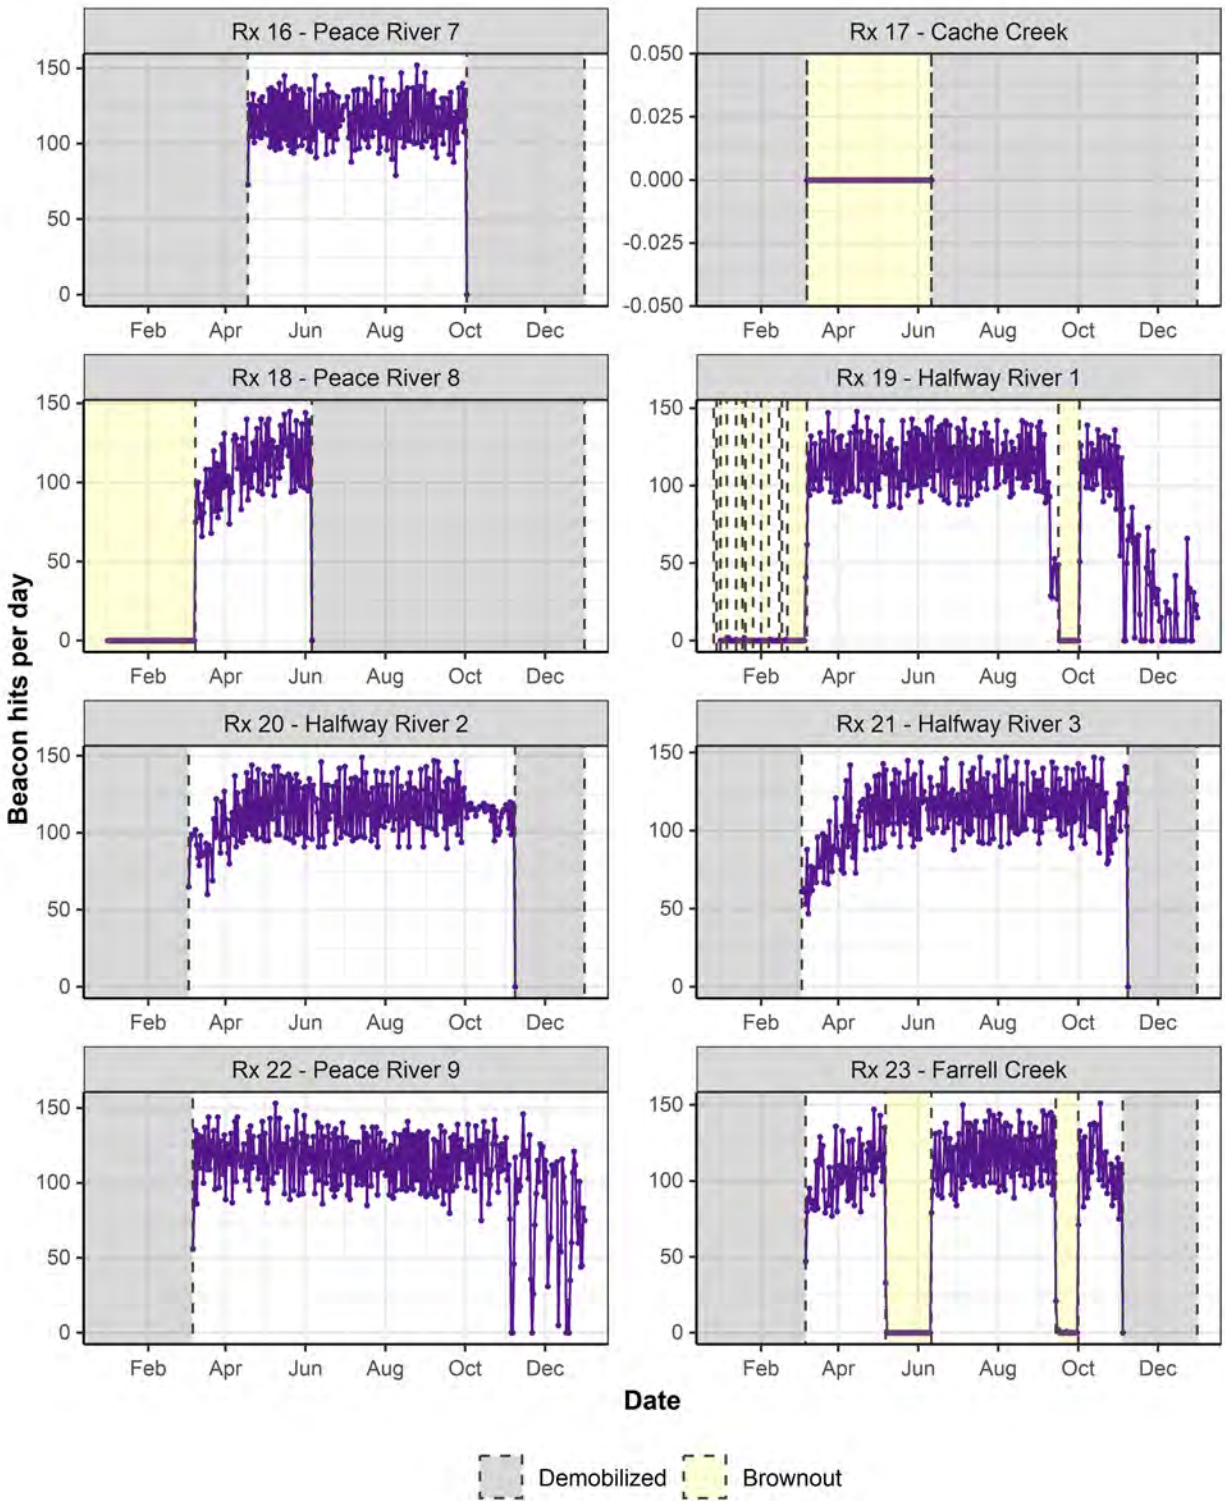 Rx 16 - Peace River 7
Rx 17 - Cache Creek
150
100
50
0
0.050
0.025
0.000
-0.025
-0.050
Feb Apr Jun Aug Oct Dec
Feb Apr Jun Aug Oct Dec
Rx 18 - Peace River 8
Rx 19 - Halfway River 1
150
100
50
0
150
100
50
0
Feb Apr Jun Aug Oct Dec
Feb Apr Jun Aug Oct Dec
Beacon hits per day
Rx 20 - Halfway River 2
Rx 21 - Halfway River 3
150
100
50
0
150
100
50
0
Feb Apr Jun Aug Oct Dec
Feb Apr Jun Aug Oct Dec
Rx 22 - Peace River 9
Rx 23 - Farrell Creek
150
100
50
0
150
100
50
0
Feb Apr Jun Aug Oct Dec
Feb Apr Jun Aug Oct Dec
Date
Demobilized
Brownout